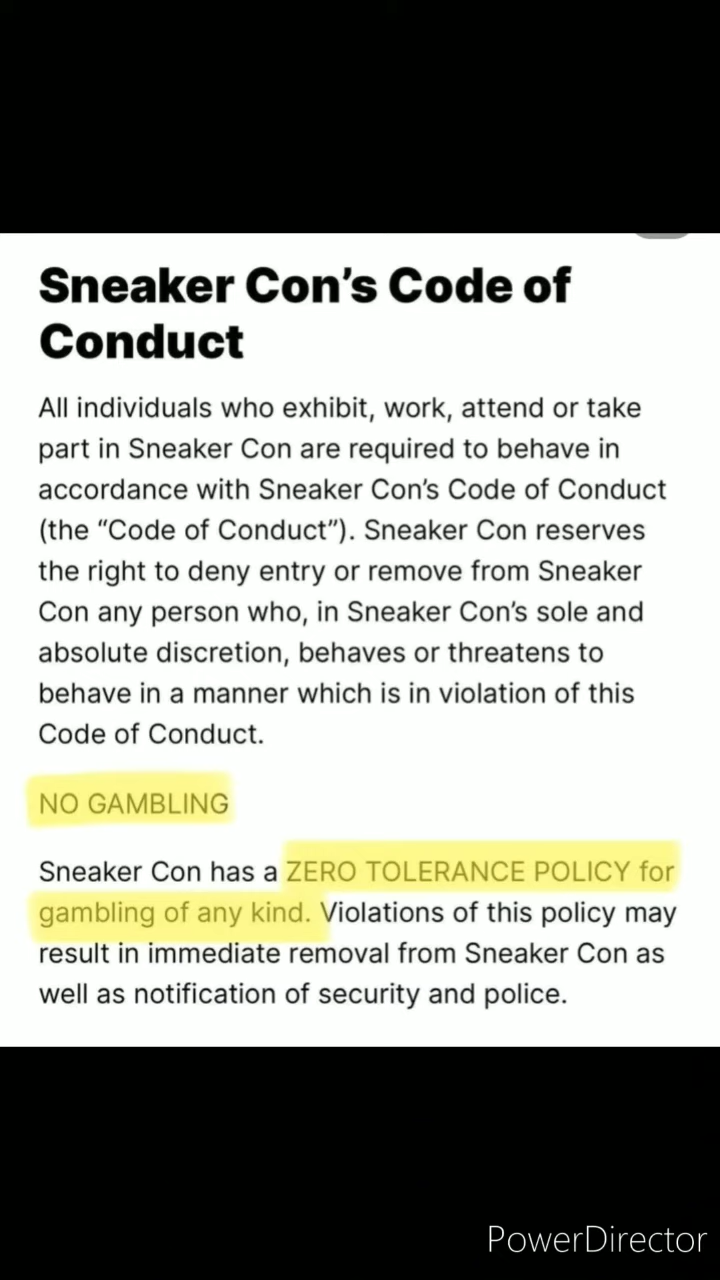 Sneaker Con’s Code of
Conduct
All individuals who exhibit, work, attend or take
part in Sneaker Con are required to behave in
accordance with Sneaker Con’s Code of Conduct
(the “Code of Conduct”). Sneaker Con reserves
the right to deny entry or remove from Sneaker
Con any person who, in Sneaker Con’s sole and
absolute discretion, behaves or threatens to
behave in a manner which is in violation of this
Code of Conduct.
NO GAMBLING
Sneaker Con has a ZERO TOLERANCE POLICY for
gambling of any kind. Violations of this policy may
result in immediate removal from Sneaker Con as
well as notification of security and police.
PowerDirector